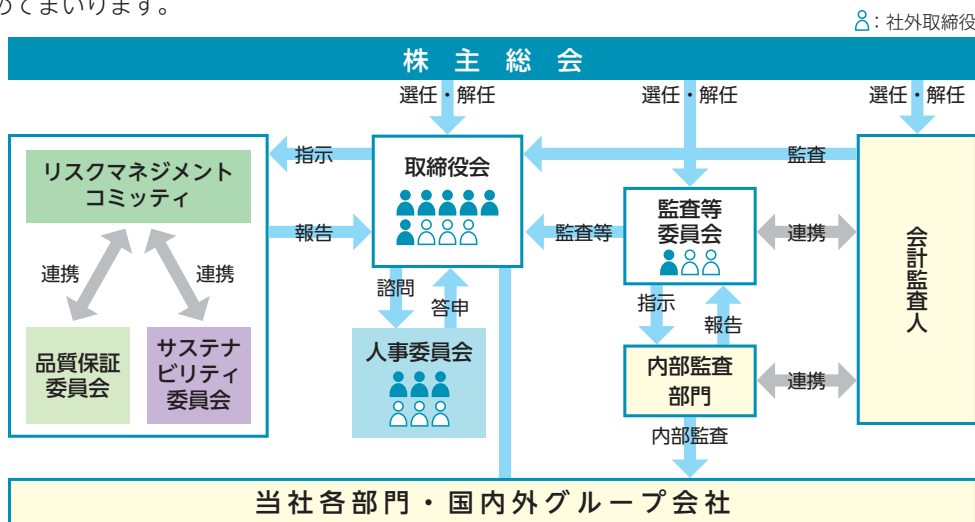 めてまいります。
：社外取締役
株主総会
選任・解任
選任・解任
選任・解任
リスクマネジメント
コミッティ
指示
取締役会
監査
報告
監査等
監査等
委員会
連携
会計監査人
連携
連携
諮問
答申
指示
報告
品質保証
委員会
サステナ
ビリティ
委員会
人事委員会
内部監査
部門
連携
内部監査
当社各部門・国内外グループ会社